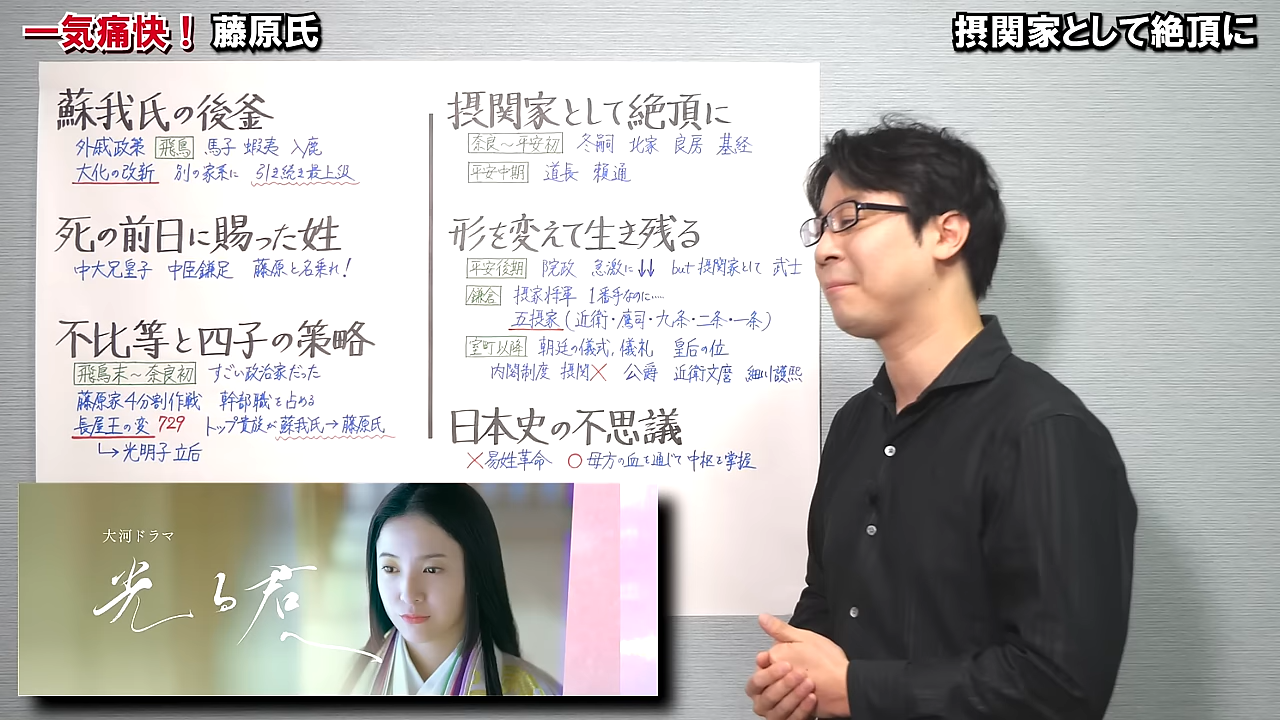 一気痛快！藤原氏
摂関家として絶頂に
蘇我氏の後釜
外戚政策 飛鳥 馬子 蝦夷 入鹿
大化の改新 別の家系に 引き続き最上級
死の前日に賜った姓
中大兄皇子 中臣鎌足 藤原と名乗れ！
不比等と四子の策略
飛鳥末～奈良初 すごい政治家だった
藤原家4分割作戦 幹部職を占める
長屋王の変 729 トップ貴族が蘇我氏→藤原氏
↳光明子立后
摂関家として絶頂に
奈良～平安初 冬嗣 北家 良房 基経
平安中期 道長 頼通
形を変えて生き残る
平安後期 院政 急激に↓↓ but摂関家として 武士
鎌倉 摂家将軍 1番手なのに……
五摂家(近衛・鷹司・九条・二条・一条)
室町以降 朝廷の儀式,儀礼 皇后の位
内閣制度 摂関× 公爵 近衛文麿 細川護熙
日本史の不思議
×易姓革命 ○母方の血を通じて中枢を掌握
大河ドラマ
光る君へ